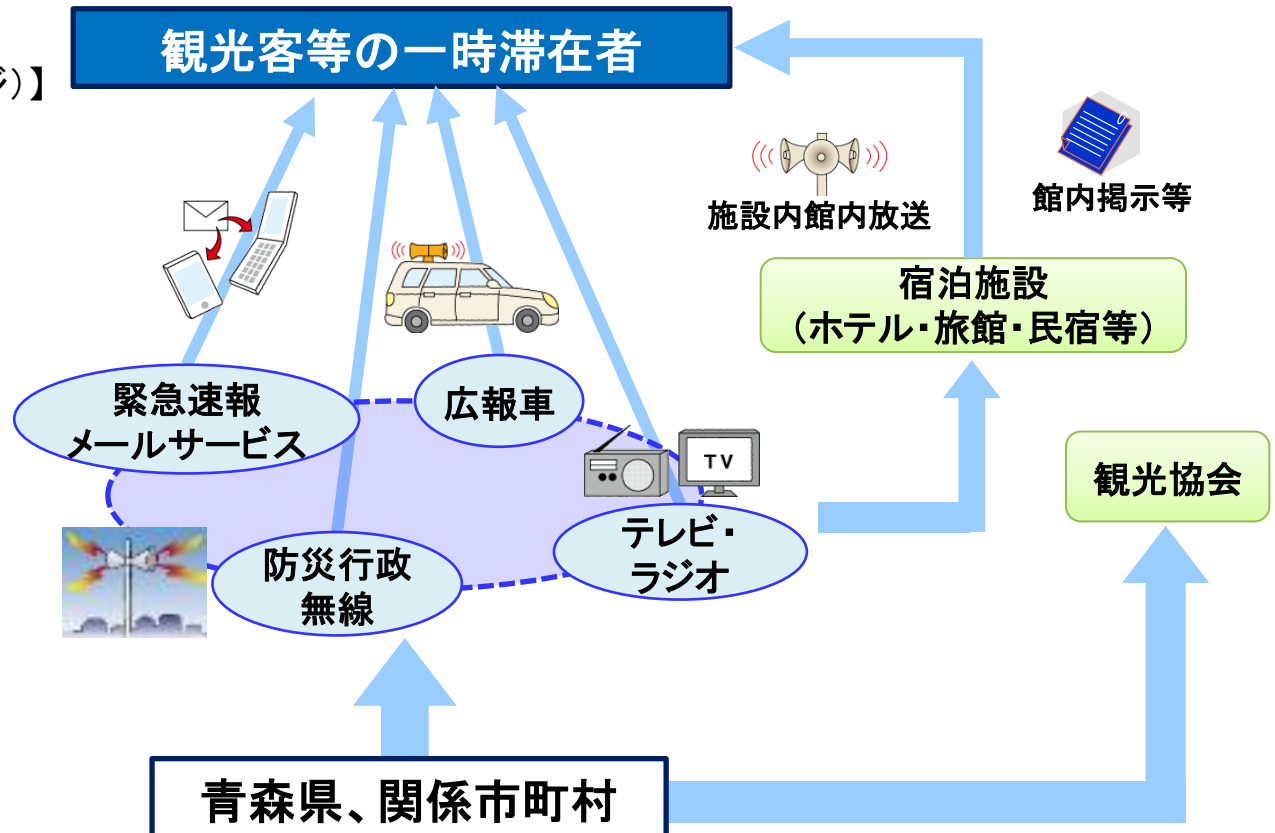 観光客等の一時滞在者
ジ）】
施設内館内放送
館内掲示等
宿泊施設
（ホテル・旅館・民宿等）
緊急速報
メールサービス
広報車
TV
観光協会
テレビ・
ラジオ
防災行政
無線
青森県、関係市町村